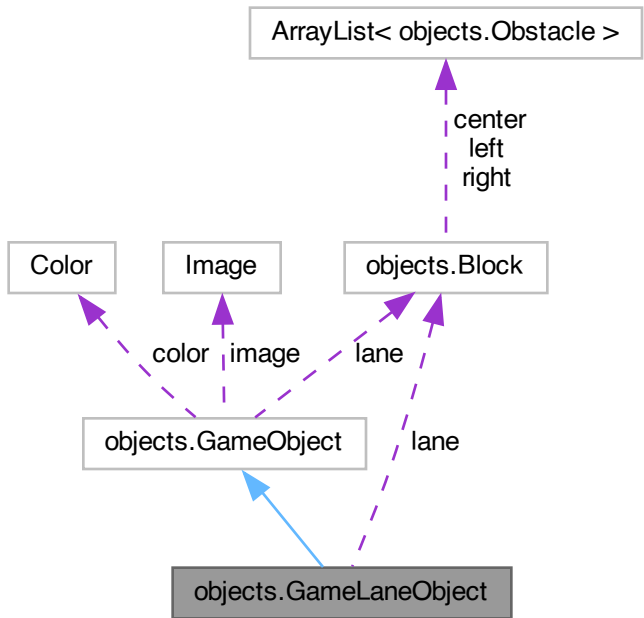 ArrayList< objects.Obstacle >
center
left
right
Color
Image
objects.Block
color
image
lane
objects.GameObject
lane
objects.GameLaneObject